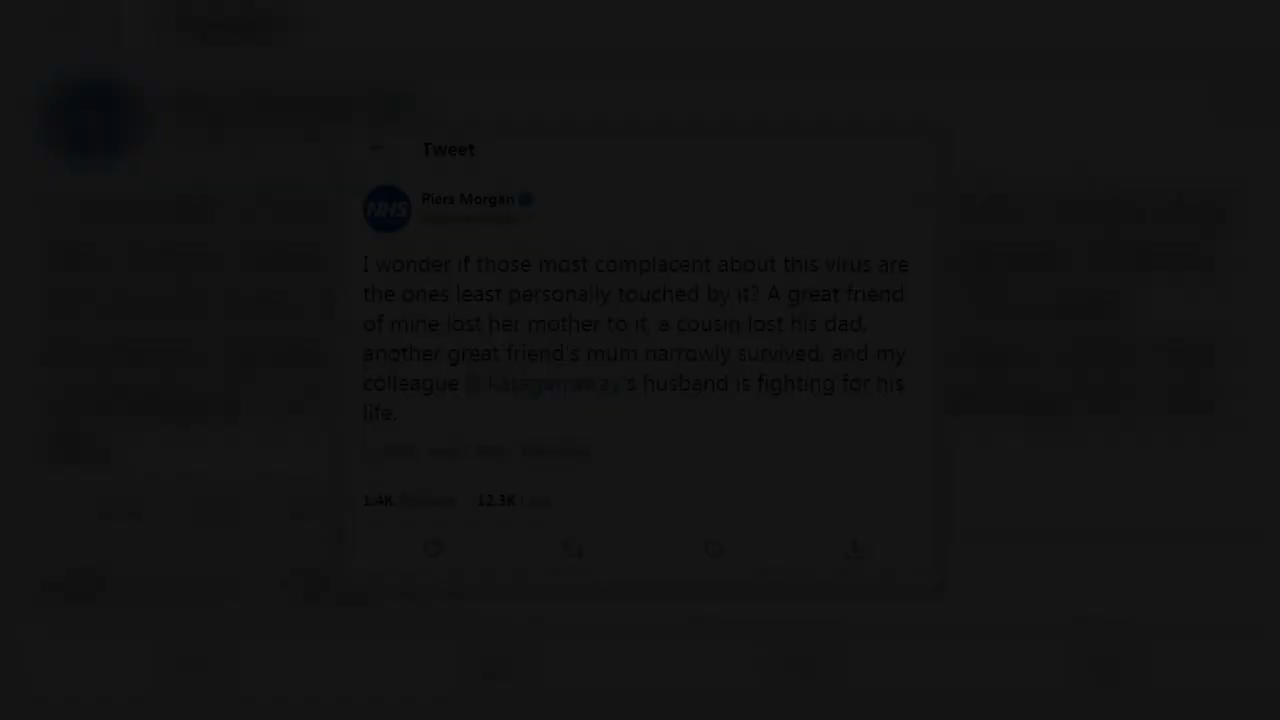 Tweet
NHS
Piers Morgan
I wonder if those most complacent about this virus are
the ones least personally touched by it? A great friend
of mine lost her mother to it, a cousin lost his dad,
another great friend's mum narrowly survived, and my
colleague @kategarraway's husband is fighting for his
life.
1.4K 12.3K